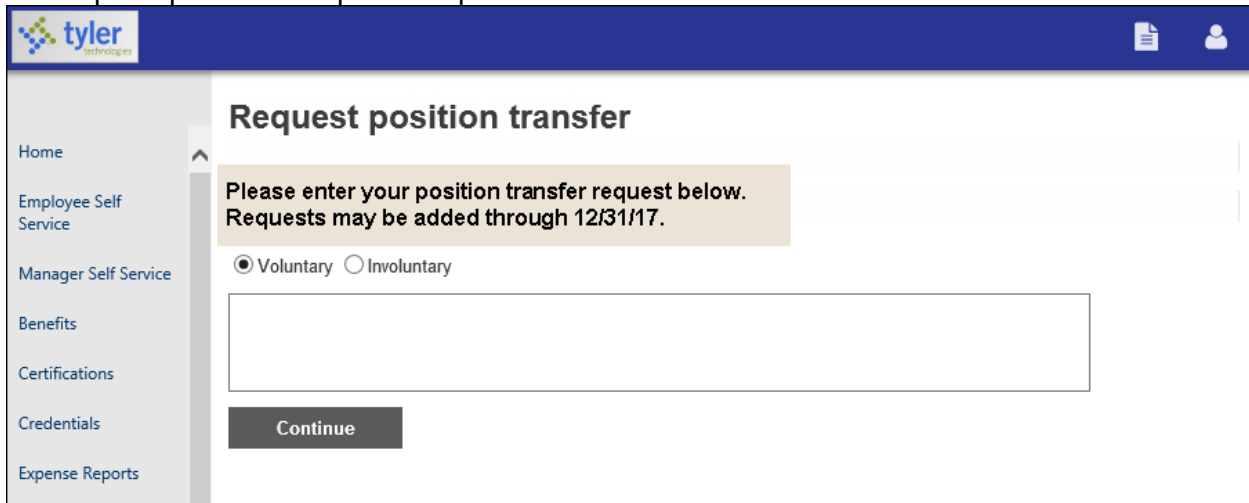 tyler
technologies
Request position transfer
Home
Employee Self
Service
Manager Self Service
Benefits
Certifications
Credentials
Expense Reports
Please enter your position transfer request below.
Requests may be added through 12/31/17.
Voluntary Involuntary
Continue